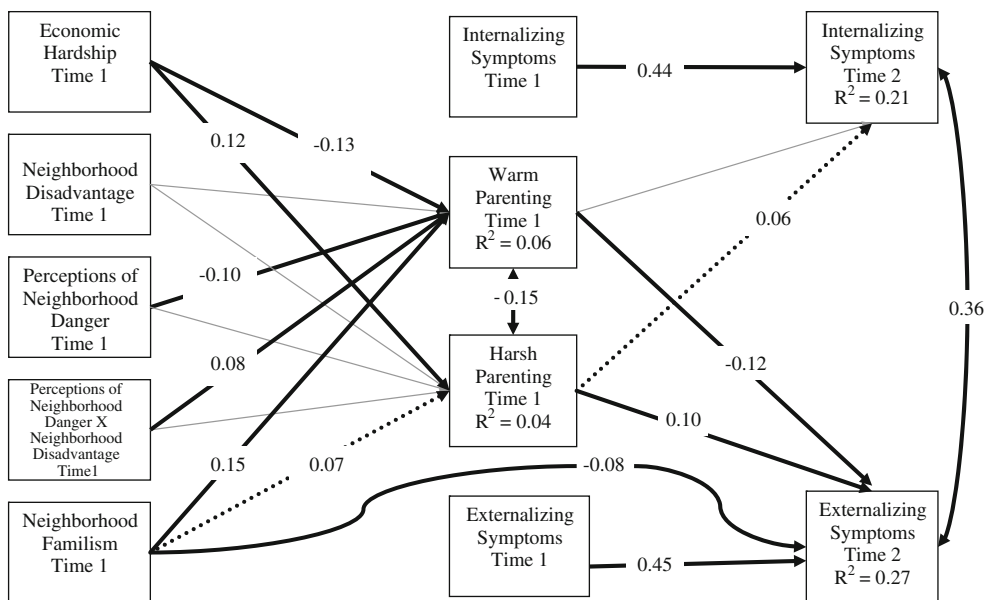 Economic
Hardship
Time 1
Neighborhood
Disadvantage
Time 1
Perceptions of
Neighborhood
Danger
Time 1
Perceptions of
Neighborhood
Danger X
Neighborhood
Disadvantage
Time1
Neighborhood
Familism
Time 1
0.12
-0.13
-0.10
0.08
0.15
0.07
Internalizing
Symptoms
Time 1
Warm
Parenting
Time 1
R² = 0.06
- 0.15
Harsh
Parenting
Time 1
R² = 0.04
Externalizing
Symptoms
Time 1
0.44
0.06
-0.12
0.10
-0.08
0.45
Internalizing
Symptoms
Time 2
R² = 0.21
0.36
Externalizing
Symptoms
Time 2
R² = 0.27